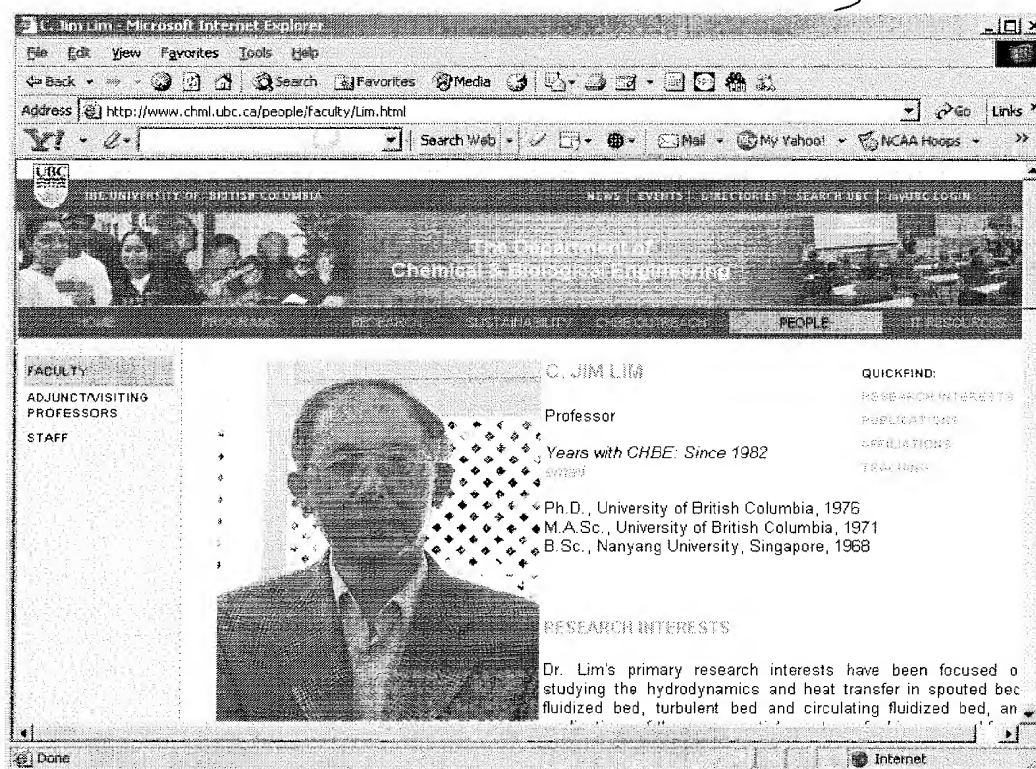 C. Jim Lim - Microsoft Internet Explorer
File Edit View Favorites Tools Help
Back Search Favorites Media
Address http://www.chml.ubc.ca/people/faculty/Lim.html Go Links
Y! Search Web Mail My Yahoo! NCAA Hoops »
UBC
THE UNIVERSITY OF BRITISH COLUMBIA NEWS | EVENTS | DIRECTORIES | SEARCH UBC | myUBC LOGIN
The Department of
Chemical & Biological Engineering
HOME PROGRAMS RESEARCH SUSTAINABILITY CHBE OUTREACH PEOPLE RESOURCES
FACULTY
ADJUNCT/VISITING
PROFESSORS
STAFF
C. JIM LIM
Professor
Years with CHBE: Since 1982
email
Ph.D., University of British Columbia, 1976
M.A.Sc., University of British Columbia, 1971
B.Sc., Nanyang University, Singapore, 1968
QUICKFIND:
RESEARCH INTERESTS
PUBLICATIONS
AFFILIATIONS
TEACHING
RESEARCH INTERESTS
Dr. Lim's primary research interests have been focused o
studying the hydrodynamics and heat transfer in spouted bed
fluidized bed, turbulent bed and circulating fluidized bed, an
Done Internet